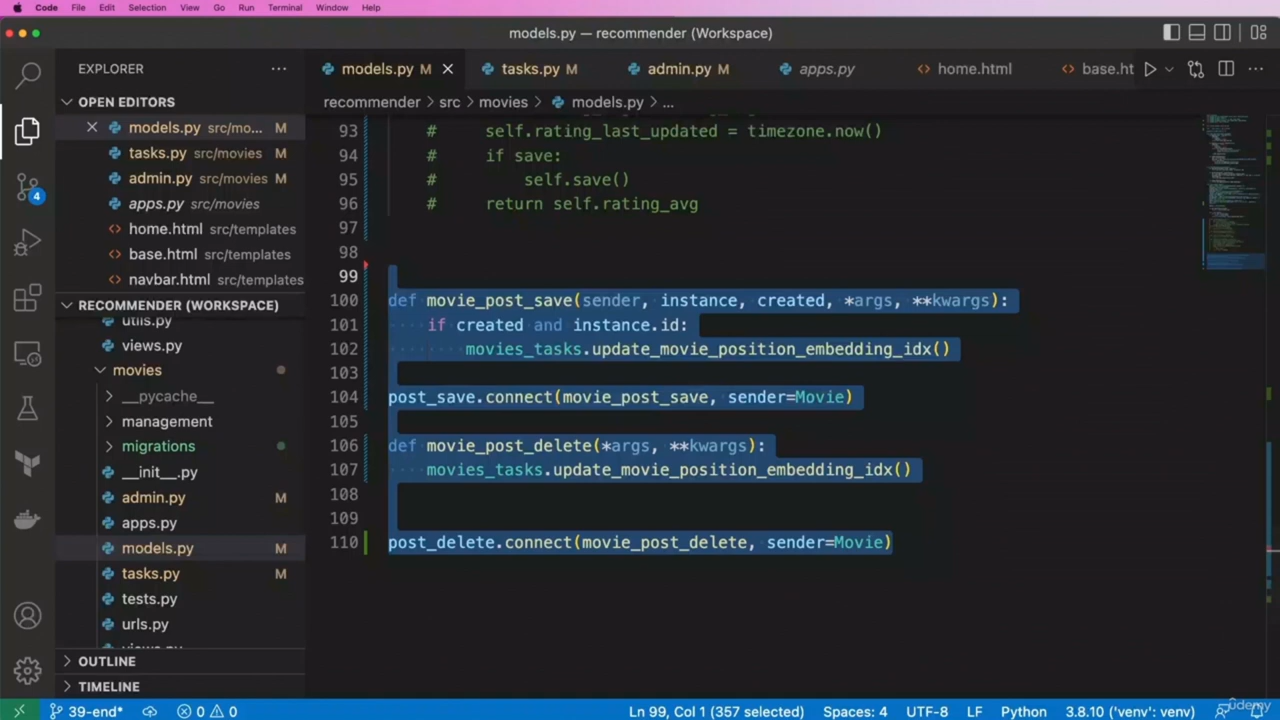 Code File Edit Selection View Go Run Terminal Window Help
models.py — recommender (Workspace)
EXPLORER
models.py M tasks.py M admin.py M apps.py home.html base.ht
OPEN EDITORS
recommender > src > movies > models.py > ...
models.py src/mo... M
tasks.py src/movies M
admin.py src/movies M
apps.py src/movies
home.html src/templates
base.html src/templates
navbar.html src/templates
RECOMMENDER (WORKSPACE)
utils.py
views.py
movies
__pycache__
management
migrations
__init__.py
admin.py M
apps.py
models.py M
tasks.py M
tests.py
urls.py
views.py
OUTLINE
TIMELINE
4
93 # self.rating_last_updated = timezone.now()
94 # if save:
95 # self.save()
96 # return self.rating_avg
97
98
99
100 def movie_post_save(sender, instance, created, *args, **kwargs):
101 if created and instance.id:
102 movies_tasks.update_movie_position_embedding_idx()
103
104 post_save.connect(movie_post_save, sender=Movie)
105
106 def movie_post_delete(*args, **kwargs):
107 movies_tasks.update_movie_position_embedding_idx()
108
109
110 post_delete.connect(movie_post_delete, sender=Movie)
39-end* 0 0 Ln 99, Col 1 (357 selected) Spaces: 4 UTF-8 LF Python 3.8.10 ('venv': venv)
ûdemy